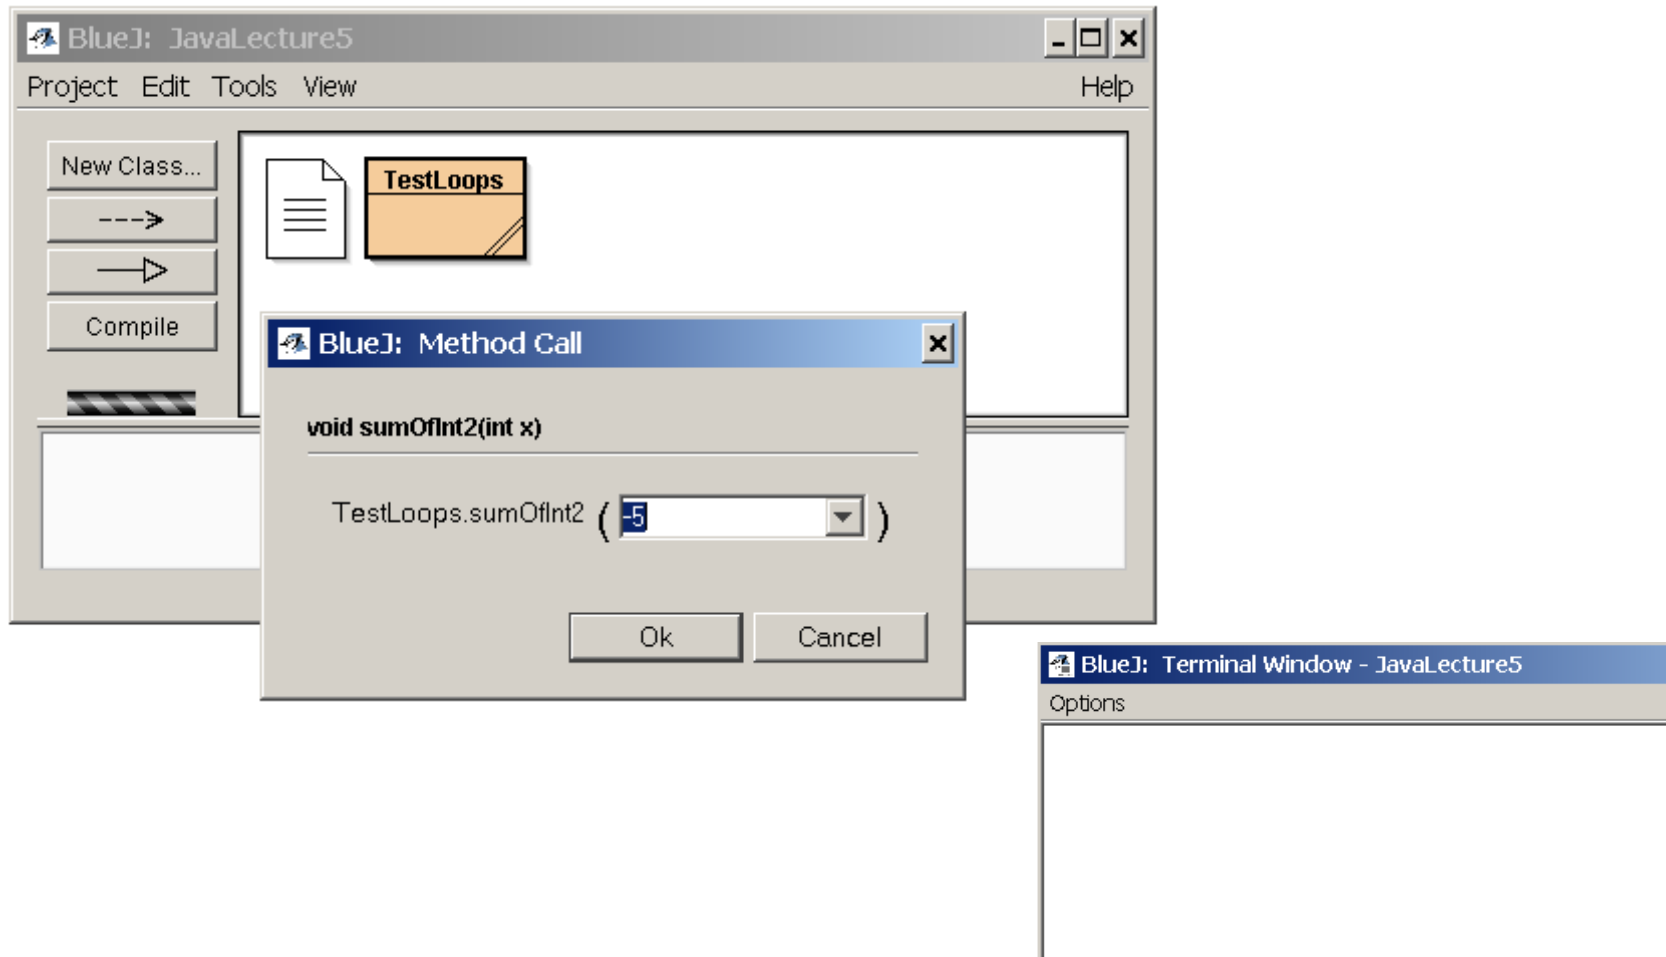 BlueJ: JavaLecture5
Project Edit Tools View Help
New Class...
TestLoops
Compile
BlueJ: Method Call
void sumOfInt2(int x)
TestLoops.sumOfInt2 ( -5 )
Ok Cancel
BlueJ: Terminal Window - JavaLecture5
Options